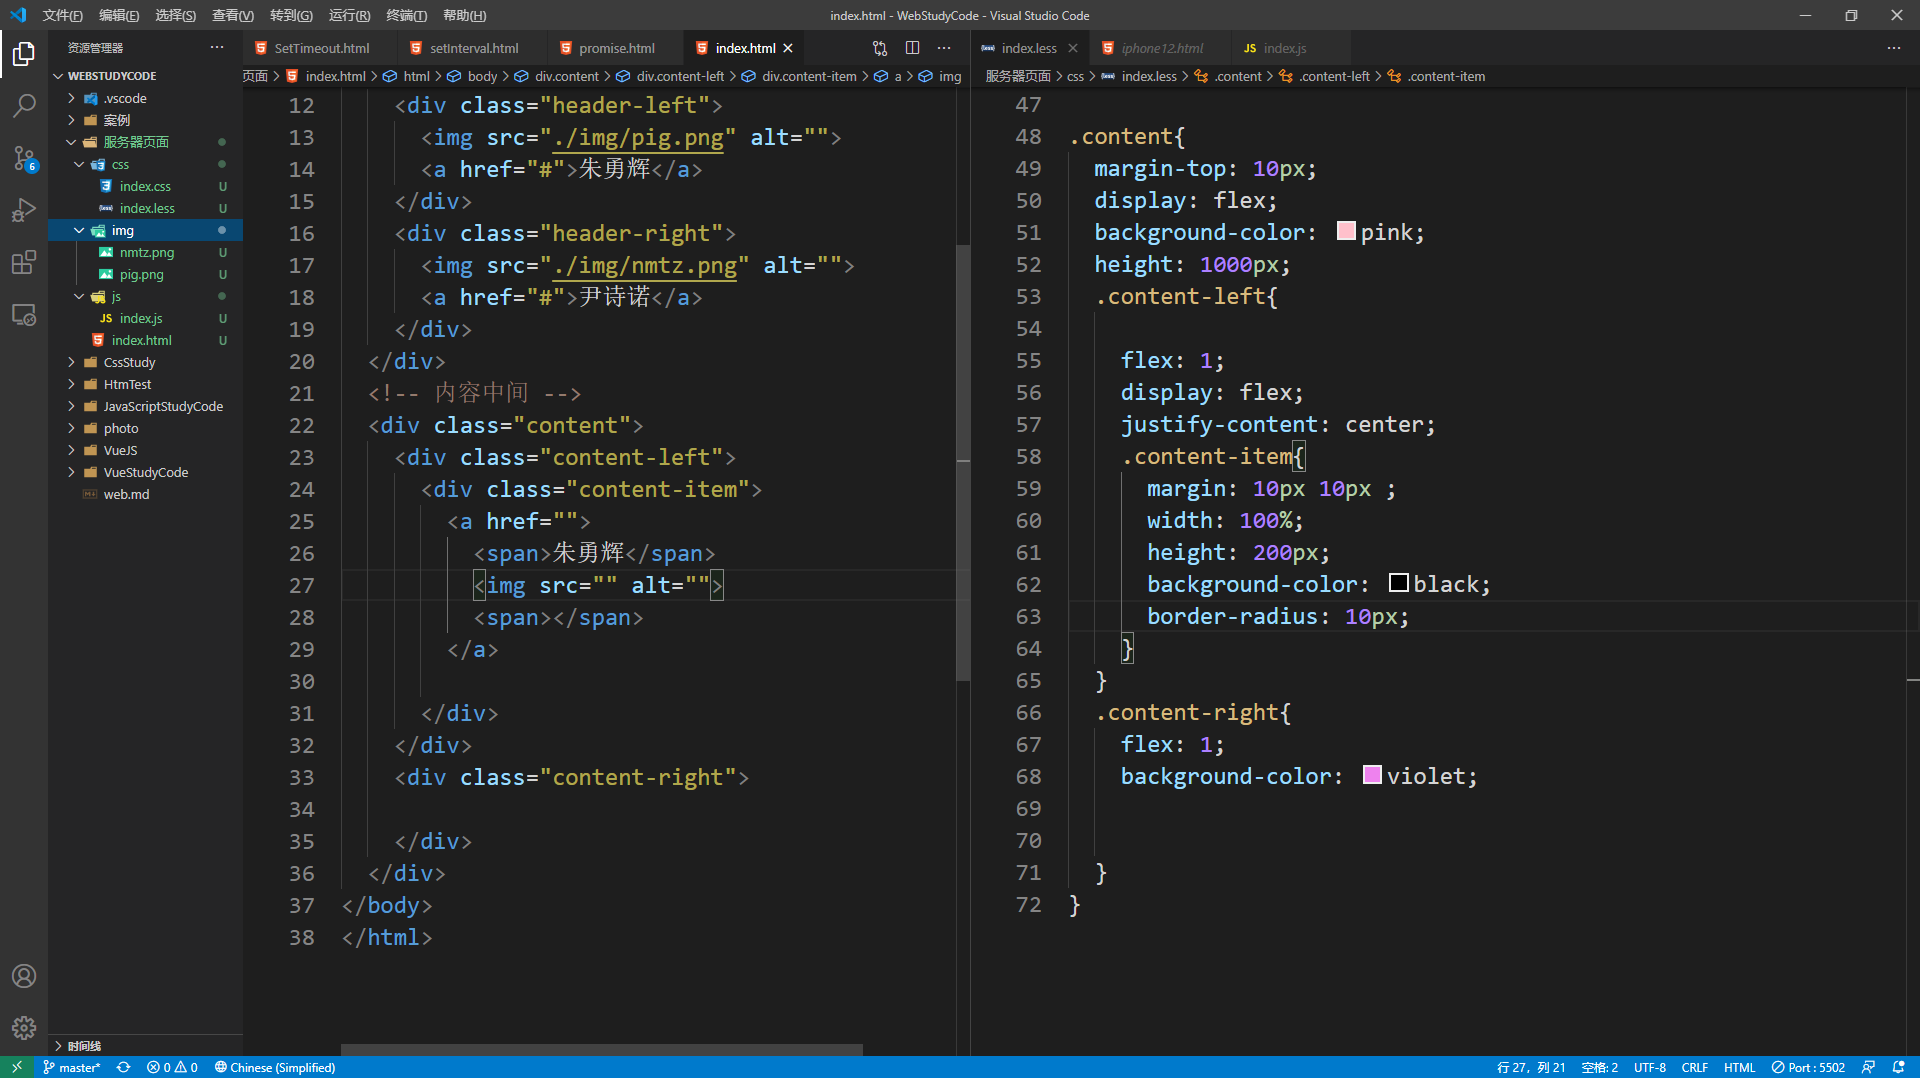 文件(F) 编辑(E) 选择(S) 查看(V) 转到(G) 运行(R) 终端(T) 帮助(H) index.html - WebStudyCode - Visual Studio Code
资源管理器
WEBSTUDYCODE
.vscode
案例
服务器页面
css
index.css U
index.less U
img
nmtz.png U
pig.png U
js
index.js U
index.html U
CssStudy
HtmTest
JavaScriptStudyCode
photo
VueJS
VueStudyCode
web.md
时间线
6
SetTimeout.html setInterval.html promise.html index.html
页面 > index.html > html > body > div.content > div.content-left > div.content-item > a > img
12 <div class="header-left">
13 <img src="./img/pig.png" alt="">
14 <a href="#">朱勇辉</a>
15 </div>
16 <div class="header-right">
17 <img src="./img/nmtz.png" alt="">
18 <a href="#">尹诗诺</a>
19 </div>
20 </div>
21 <!-- 内容中间 -->
22 <div class="content">
23 <div class="content-left">
24 <div class="content-item">
25 <a href="">
26 <span>朱勇辉</span>
27 <img src="" alt="">
28 <span></span>
29 </a>
30
31 </div>
32 </div>
33 <div class="content-right">
34
35 </div>
36 </div>
37 </body>
38 </html>
index.less iphone12.html index.js
服务器页面 > css > index.less > .content > .content-left > .content-item
47
48 .content{
49 margin-top: 10px;
50 display: flex;
51 background-color: pink;
52 height: 1000px;
53 .content-left{
54
55 flex: 1;
56 display: flex;
57 justify-content: center;
58 .content-item{
59 margin: 10px 10px ;
60 width: 100%;
61 height: 200px;
62 background-color: black;
63 border-radius: 10px;
64 }
65 }
66 .content-right{
67 flex: 1;
68 background-color: violet;
69
70
71 }
72 }
master* 0 0 Chinese (Simplified) 行 27，列 21 空格: 2 UTF-8 CRLF HTML Port : 5502